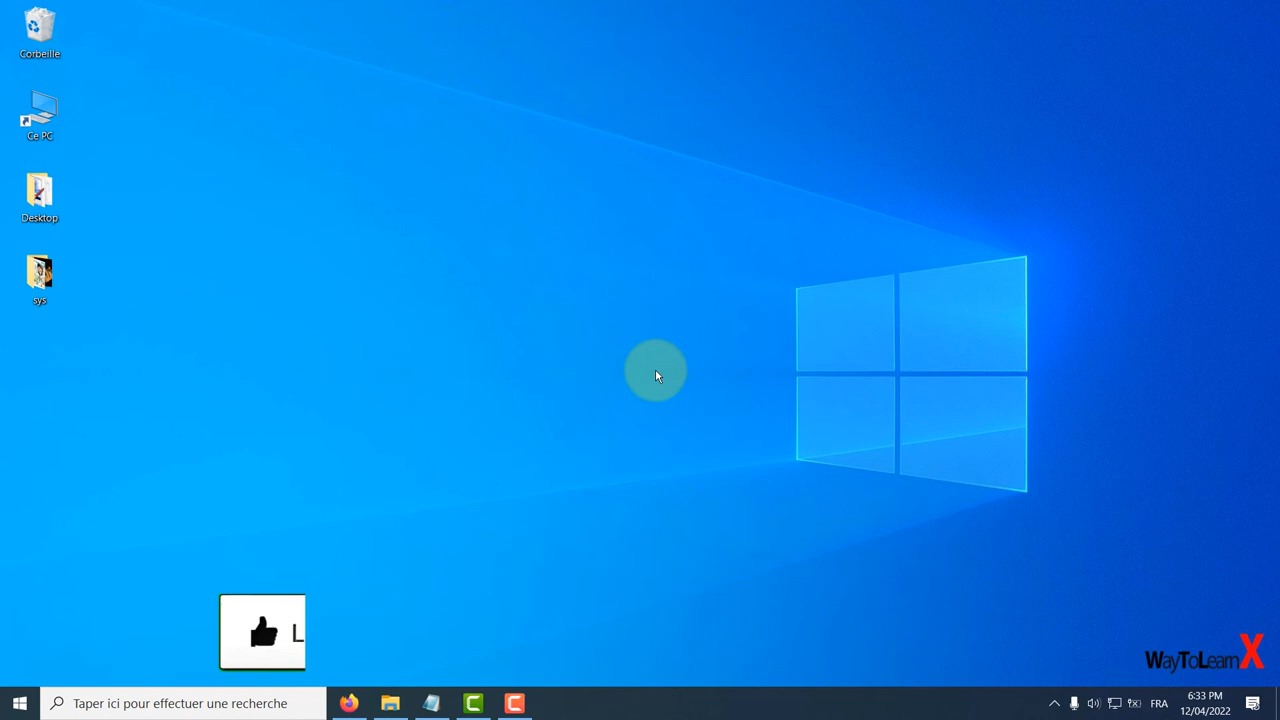 Corbeille
Ce PC
Desktop
sys
L
WayToLearnX
Taper ici pour effectuer une recherche
FRA
6:33 PM
12/04/2022